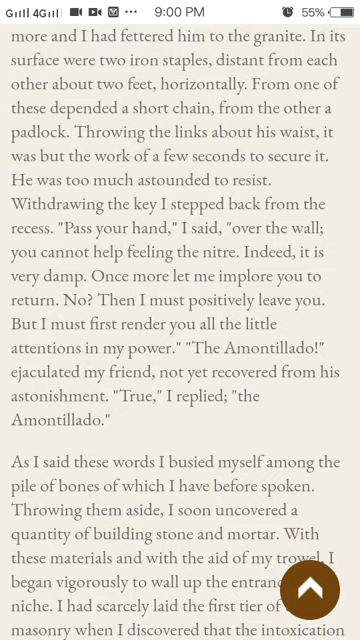 Gıııl 4Gıııl 9:00 PM 55%
more and I had fettered him to the granite. In its
surface were two iron staples, distant from each
other about two feet, horizontally. From one of
these depended a short chain, from the other a
padlock. Throwing the links about his waist, it
was but the work of a few seconds to secure it.
He was too much astounded to resist.
Withdrawing the key I stepped back from the
recess. "Pass your hand," I said, "over the wall;
you cannot help feeling the nitre. Indeed, it is
very damp. Once more let me implore you to
return. No? Then I must positively leave you.
But I must first render you all the little
attentions in my power." "The Amontillado!"
ejaculated my friend, not yet recovered from his
astonishment. "True," I replied; "the
Amontillado."
As I said these words I busied myself among the
pile of bones of which I have before spoken.
Throwing them aside, I soon uncovered a
quantity of building stone and mortar. With
these materials and with the aid of my trowel, I
began vigorously to wall up the entran
niche. I had scarcely laid the first tier of
masonry when I discovered that the intoxication